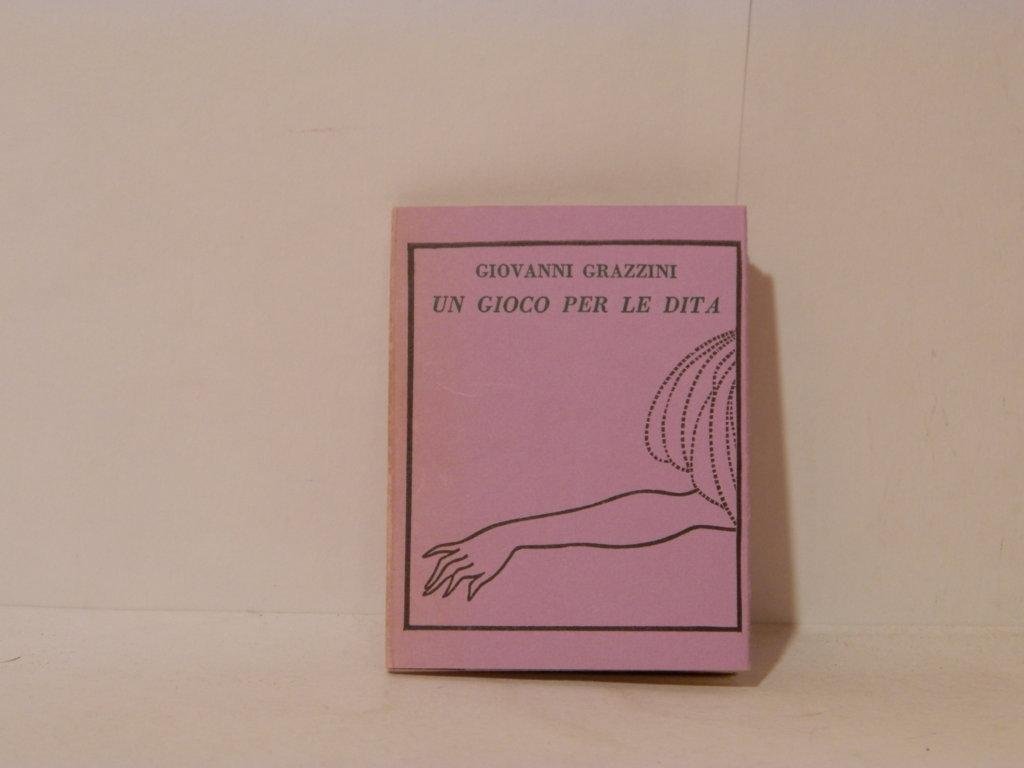 GIOVANNI GRAZZINI
UN GIOCO PER LE DITA